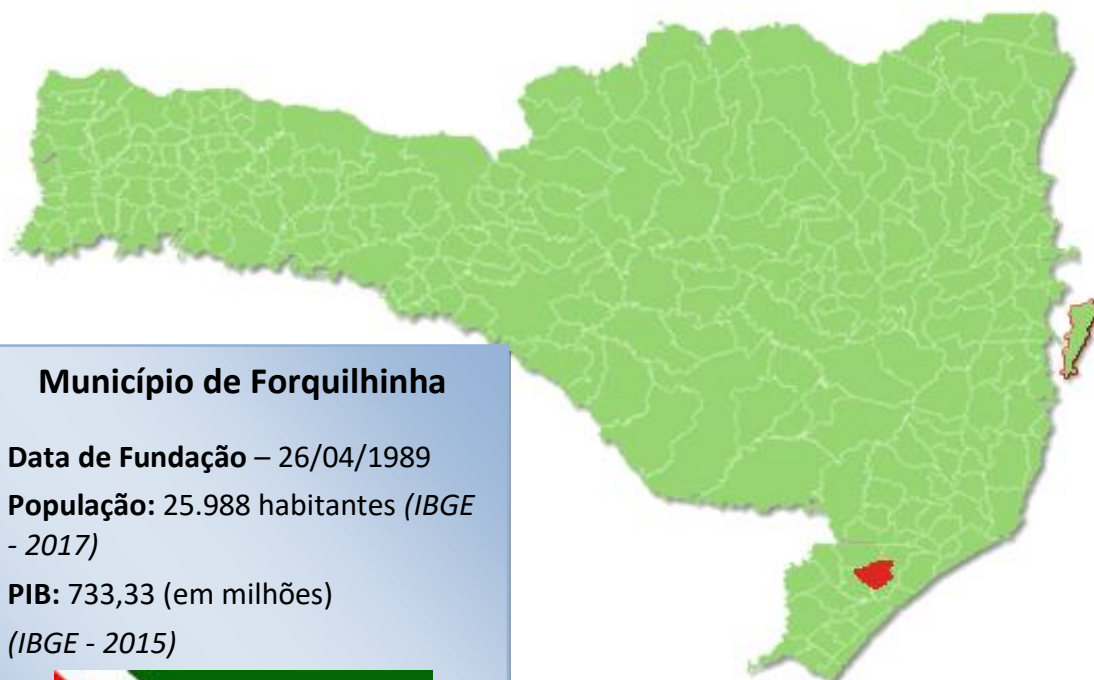 Município de Forquilhinha
Data de Fundação – 26/04/1989
População: 25.988 habitantes (IBGE
- 2017)
PIB: 733,33 (em milhões)
(IBGE - 2015)